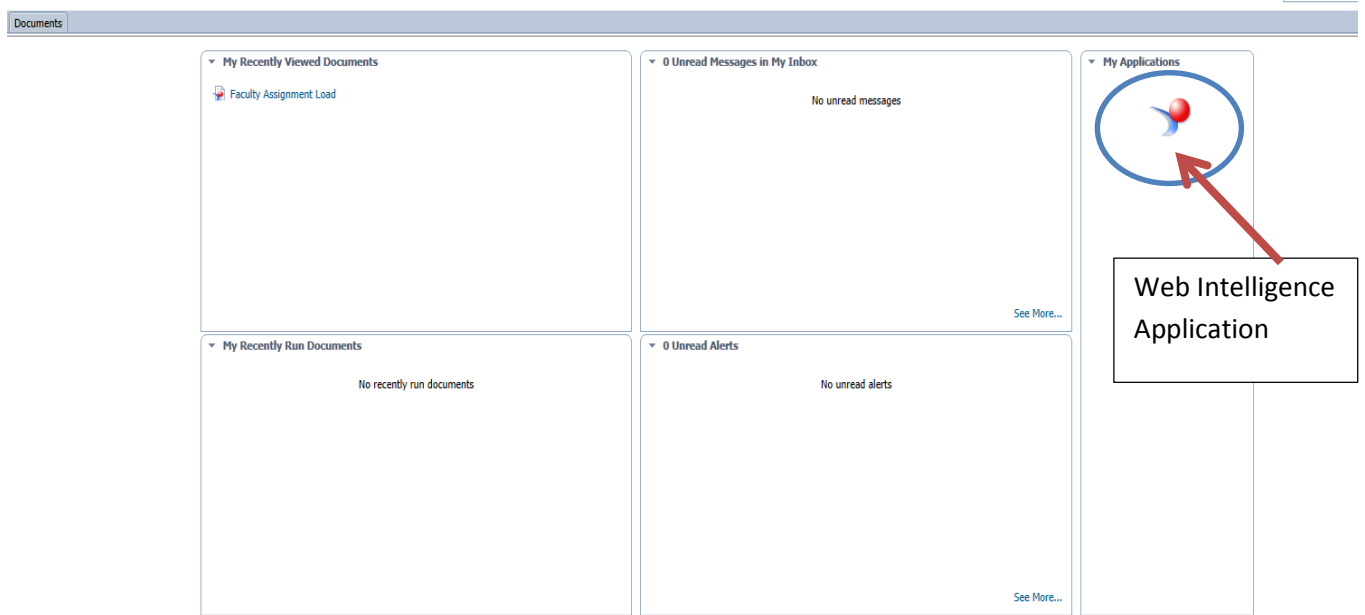 Documents
My Recently Viewed Documents
Faculty Assignment Load
0 Unread Messages in My Inbox
No unread messages
See More...
My Applications
Web Intelligence
Application
My Recently Run Documents
No recently run documents
0 Unread Alerts
No unread alerts
See More...